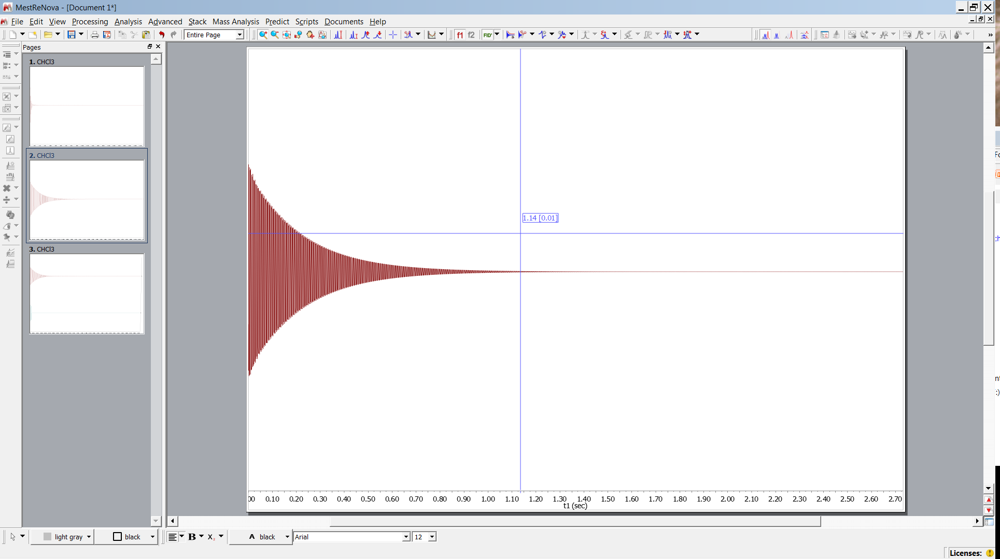 MestReNova - [Document 1*]
File Edit View Processing Analysis Advanced Stack Mass Analysis Predict Scripts Documents Help
Entire Page f1 f2 FID »
Pages
1. CHCl3
2. CHCl3
3. CHCl3
1.14 [0.01]
00 0.10 0.20 0.30 0.40 0.50 0.60 0.70 0.80 0.90 1.00 1.10 1.20 1.30 1.40 1.50 1.60 1.70 1.80 1.90 2.00 2.10 2.20 2.30 2.40 2.50 2.60 2.70
t1 (sec)
light gray black B X₂ A black Arial 12
Licenses:
Fo
ch
nt
:)